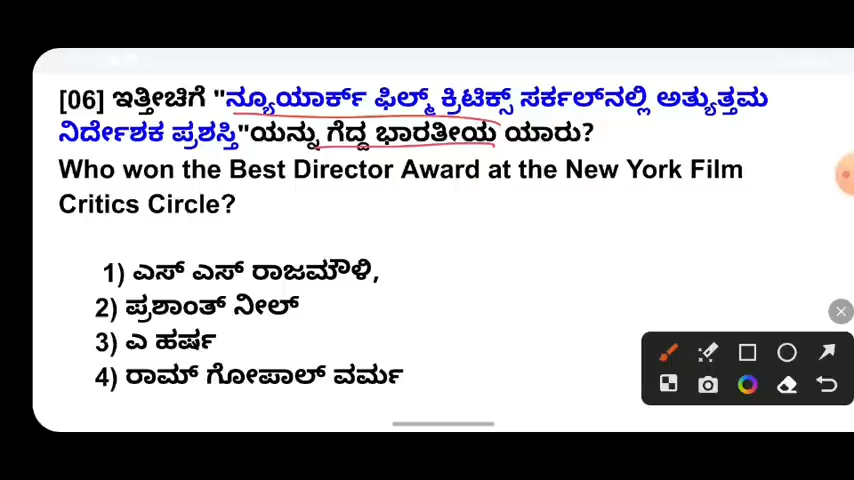 [06] ಇತ್ತೀಚಿಗೆ "ನ್ಯೂಯಾರ್ಕ್ ಫಿಲ್ಮ್ ಕ್ರಿಟಿಕ್ಸ್ ಸರ್ಕಲ್‌ನಲ್ಲಿ ಅತ್ಯುತ್ತಮ
ನಿರ್ದೇಶಕ ಪ್ರಶಸ್ತಿ"ಯನ್ನು ಗೆದ್ದ ಭಾರತೀಯ ಯಾರು?
Who won the Best Director Award at the New York Film
Critics Circle?
1) ಎಸ್ ಎಸ್ ರಾಜಮೌಳಿ,
2) ಪ್ರಶಾಂತ್ ನೀಲ್
3) ಎ ಹರ್ಷ
4) ರಾಮ್ ಗೋಪಾಲ್ ವರ್ಮ